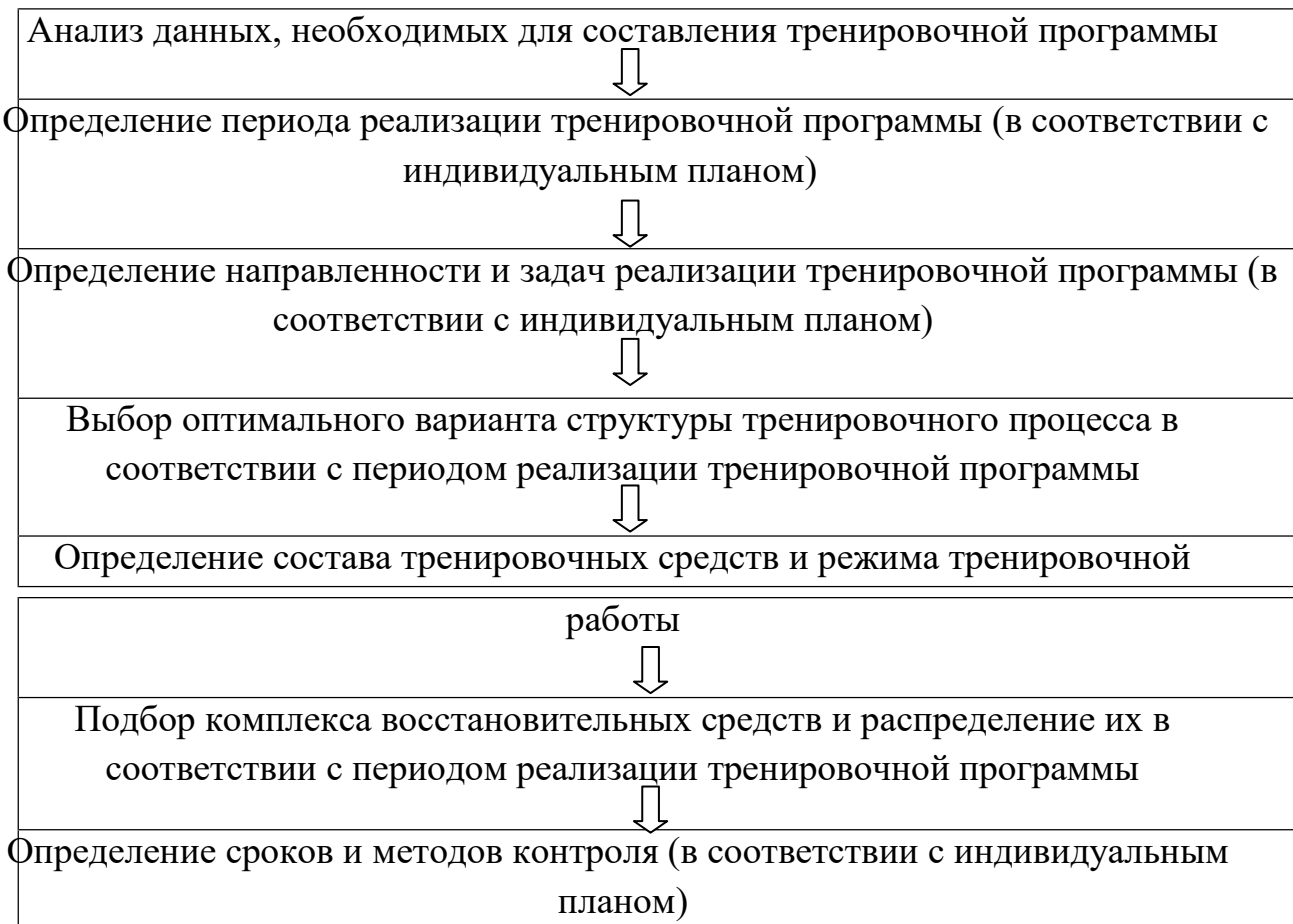 Анализ данных, необходимых для составления тренировочной программы
Определение периода реализации тренировочной программы (в соответствии с
индивидуальным планом)
Определение направленности и задач реализации тренировочной программы (в
соответствии с индивидуальным планом)
Выбор оптимального варианта структуры тренировочного процесса в
соответствии с периодом реализации тренировочной программы
Определение состава тренировочных средств и режима тренировочной
работы
Подбор комплекса восстановительных средств и распределение их в
соответствии с периодом реализации тренировочной программы
Определение сроков и методов контроля (в соответствии с индивидуальным
планом)